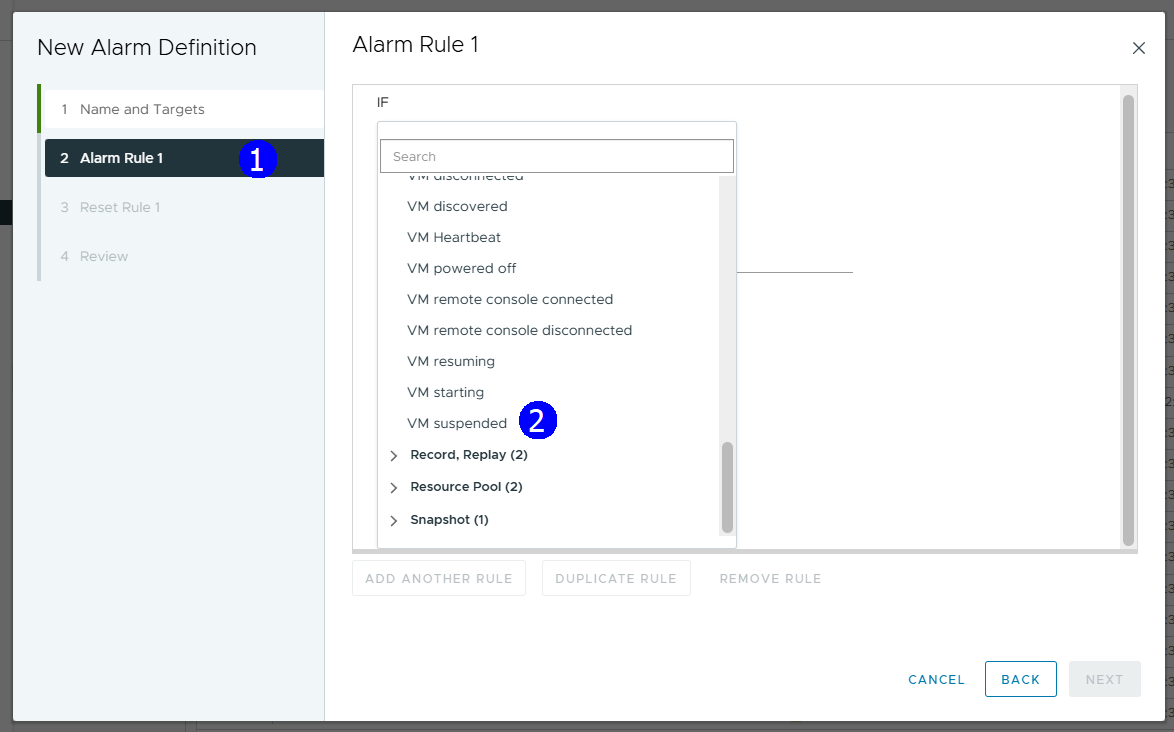 New Alarm Definition
1 Name and Targets
2 Alarm Rule 1
1
3 Reset Rule 1
4 Review
Alarm Rule 1
IF
Search
VM disconnected
VM discovered
VM Heartbeat
VM powered off
VM remote console connected
VM remote console disconnected
VM resuming
VM starting
VM suspended
2
Record, Replay (2)
Resource Pool (2)
Snapshot (1)
ADD ANOTHER RULE DUPLICATE RULE REMOVE RULE
CANCEL BACK NEXT